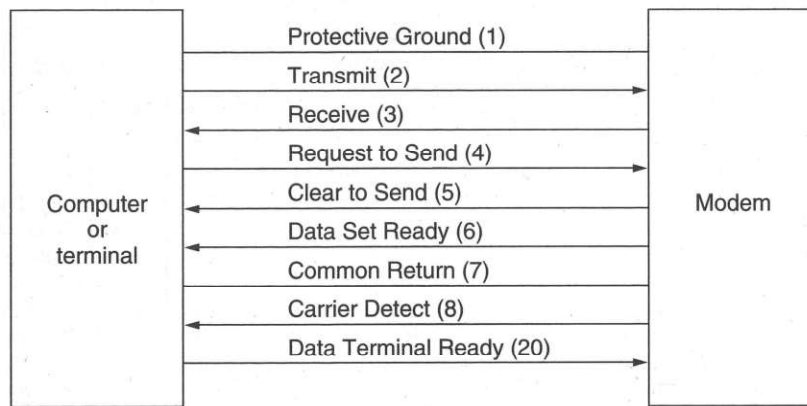 Protective Ground (1)
Transmit (2)
Receive (3)
Request to Send (4)
Clear to Send (5)
Data Set Ready (6)
Common Return (7)
Carrier Detect (8)
Data Terminal Ready (20)
Computer
or
terminal
Modem